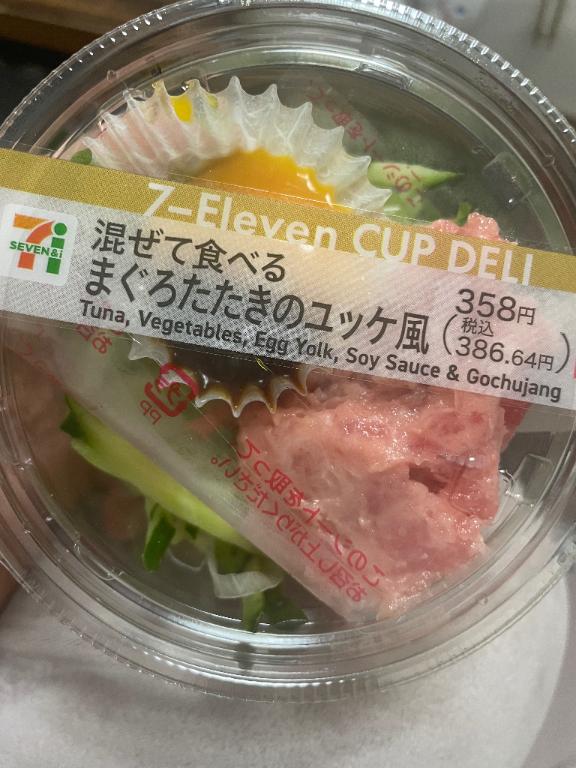 7-Eleven CUP DELI
7
SEVEN&i
混ぜて食べる
まぐろたたきのユッケ風
358円
(税込
386.64円)
Tuna, Vegetables, Egg Yolk, Soy Sauce & Gochujang
PP